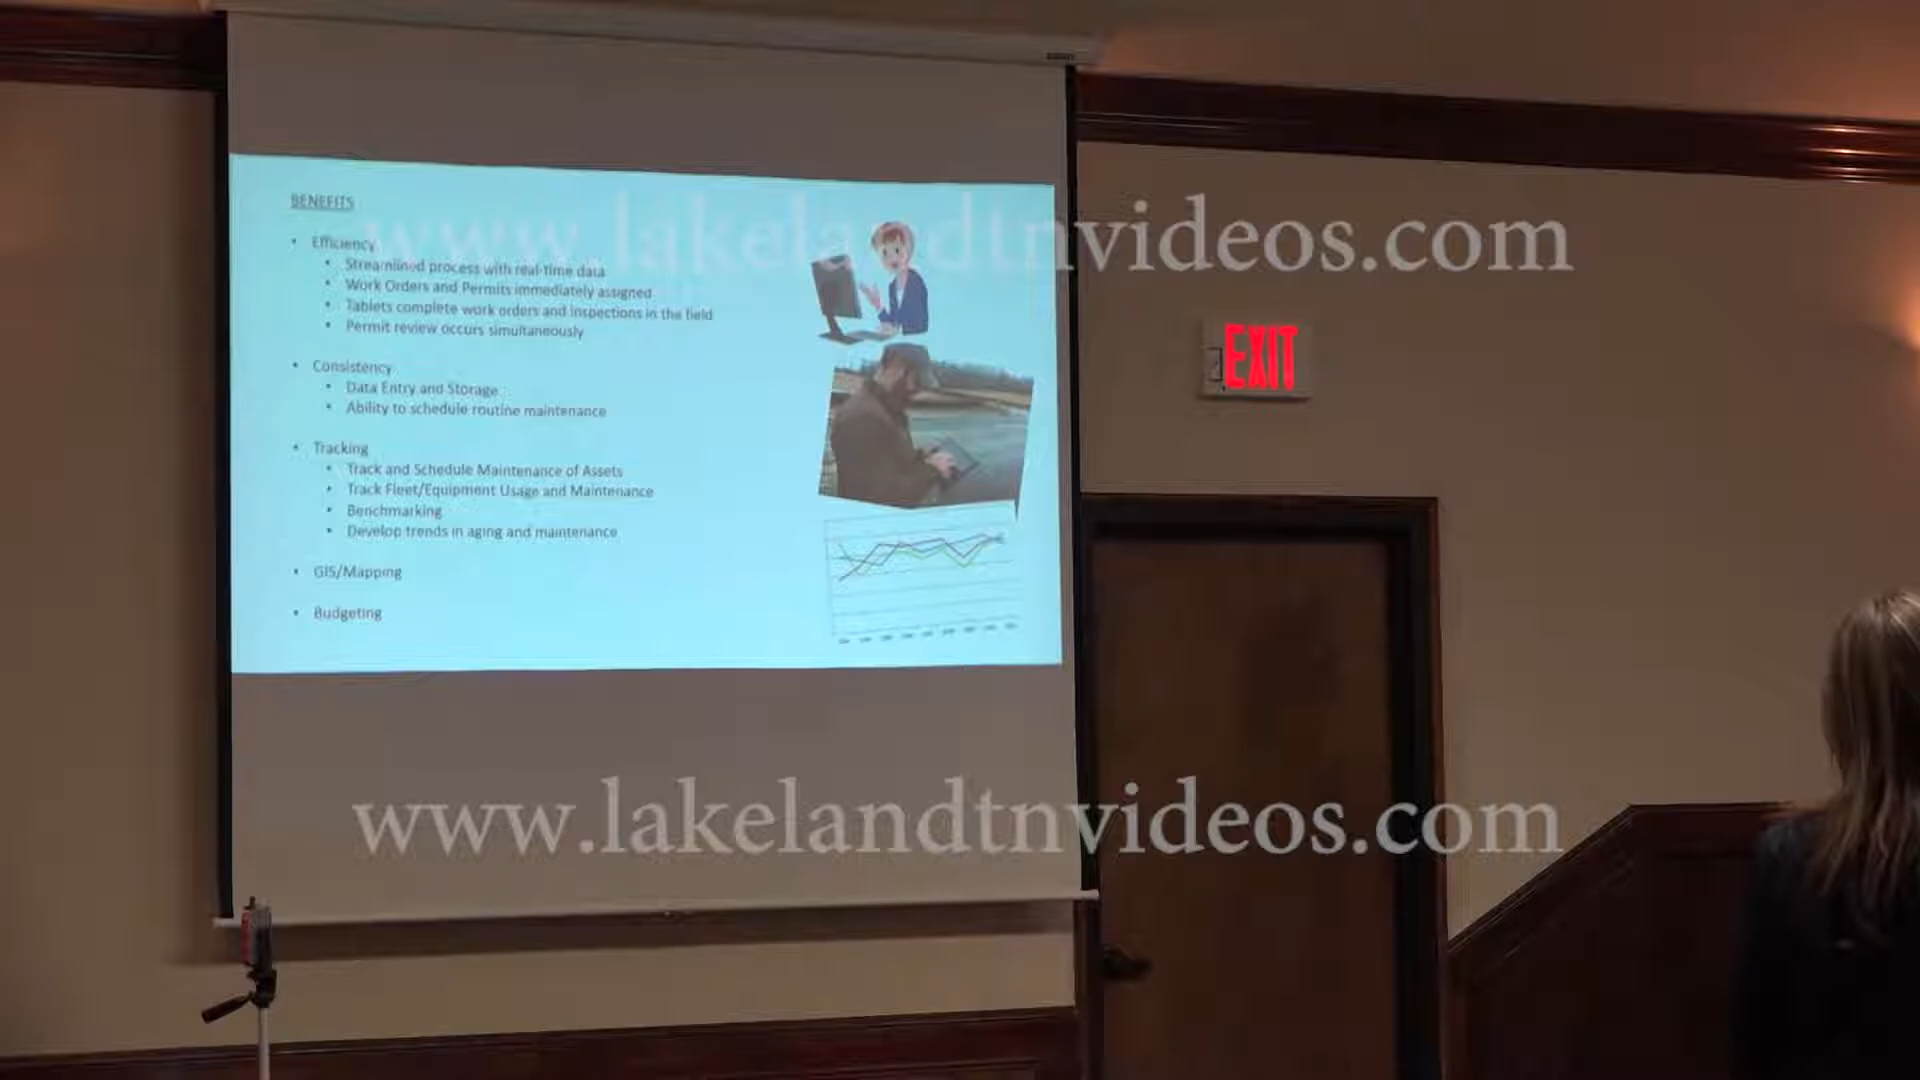 BENEFITS
www.lakelandtnvideos.com
• Efficiency
• Streamlined process with real-time data
• Work Orders and Permits immediately assigned
• Tablets complete work orders and inspections in the field
• Permit review occurs simultaneously
EXIT
• Consistency
• Data Entry and Storage
• Ability to schedule routine maintenance
• Tracking
• Track and Schedule Maintenance of Assets
• Track Fleet/Equipment Usage and Maintenance
• Benchmarking
• Develop trends in aging and maintenance
• GIS/Mapping
• Budgeting
www.lakelandtnvideos.com